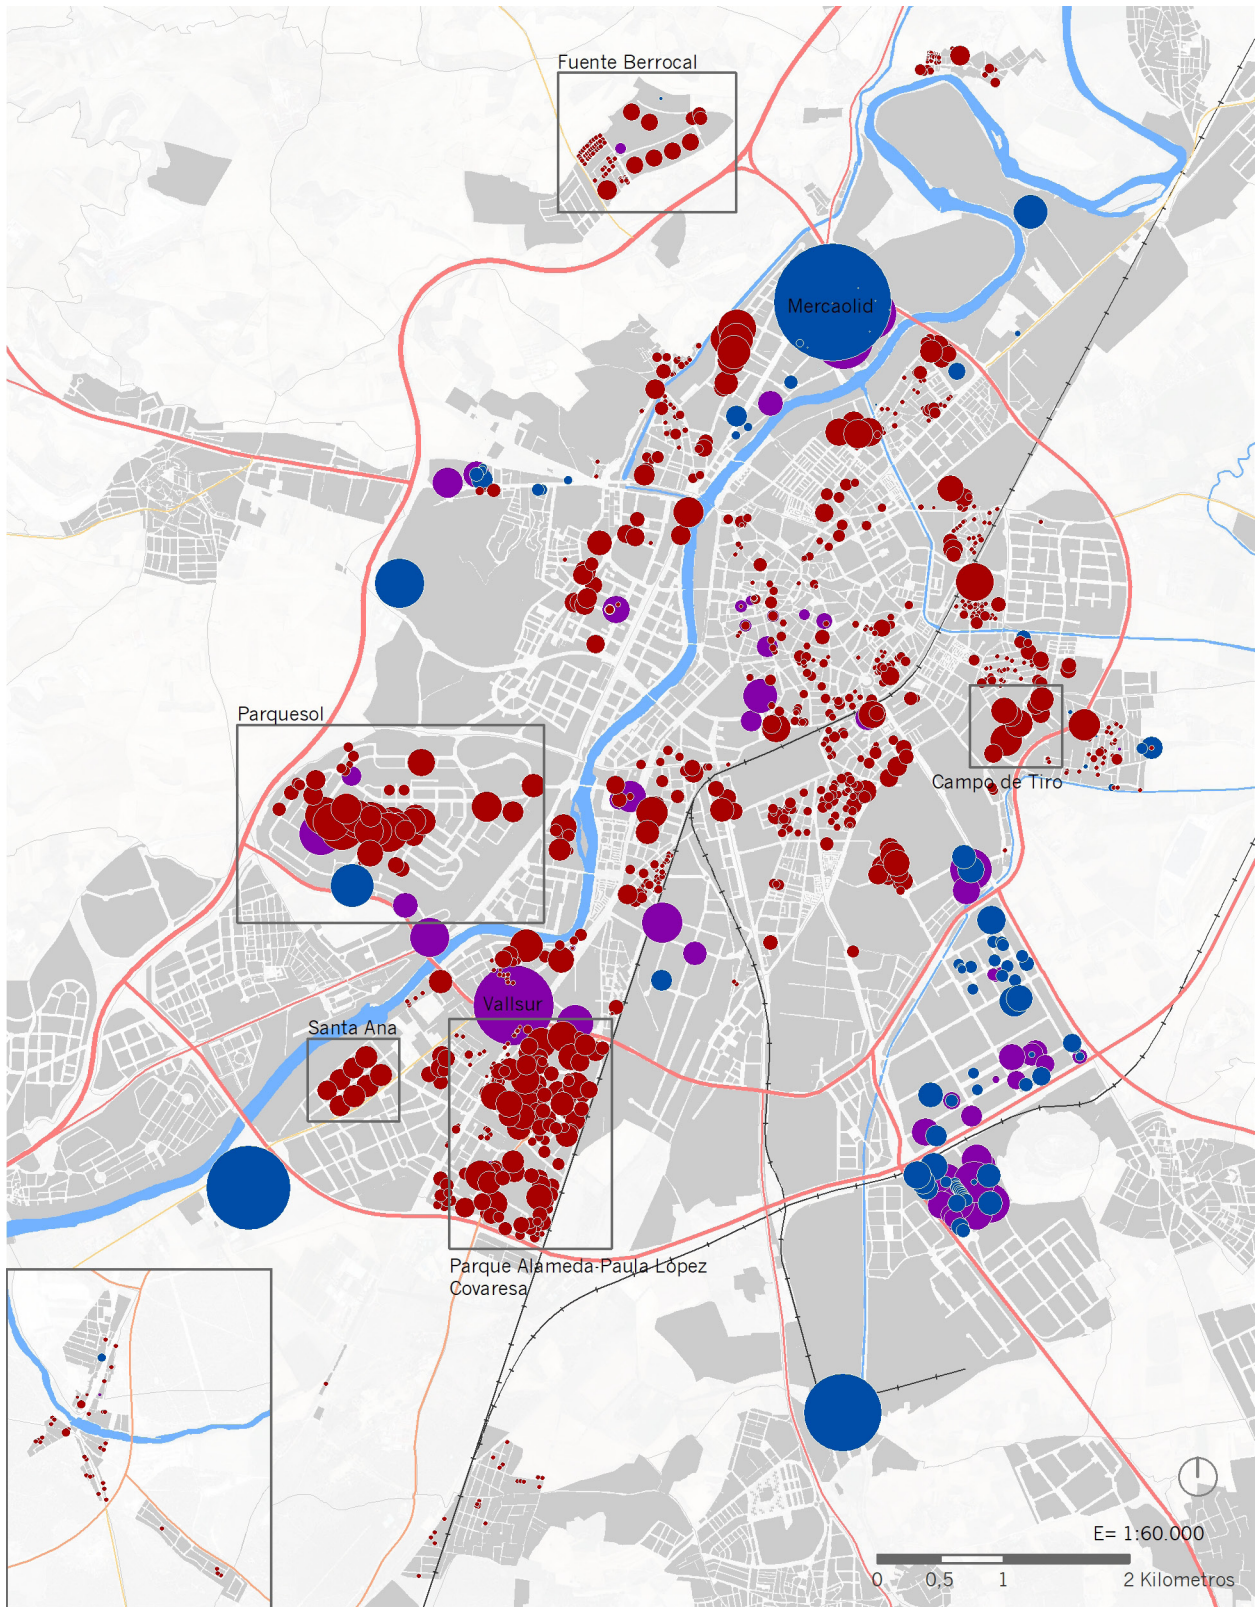 Fuente Berrocal
Mercaolid
Parquesol
Campo de Tiro
Vallsur
Santa Ana
Parque Alameda-Paula López
Covaresa
E= 1:60.000
0 0,5 1 2 Kilometros